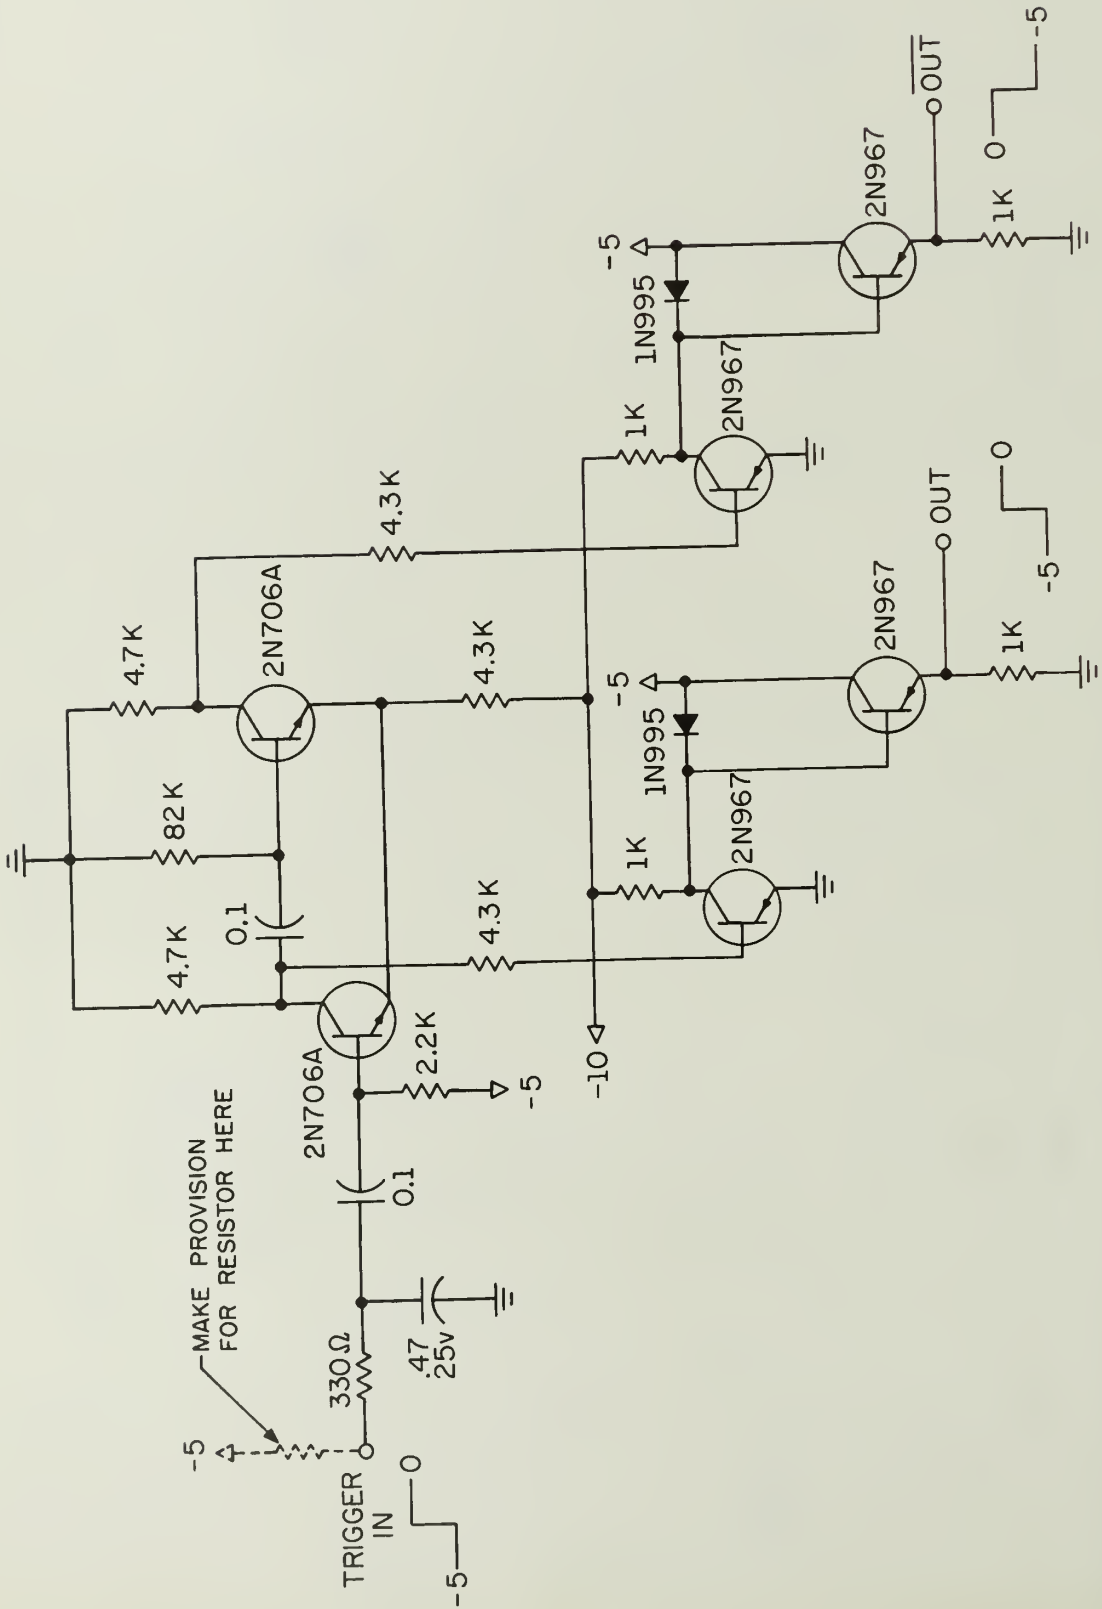 MAKE PROVISION
FOR RESISTOR HERE
-5
TRIGGER
IN
-5
0
330Ω
.47
25v
0.1
2N706A
2.2K
-5
4.7K
0.1
82K
4.7K
2N706A
4.3K
4.3K
4.3K
-10
1K
2N967
1N995
-5
2N967
OUT
1K
-5
0
1K
2N967
1N995
-5
2N967
OUT
1K
0
-5